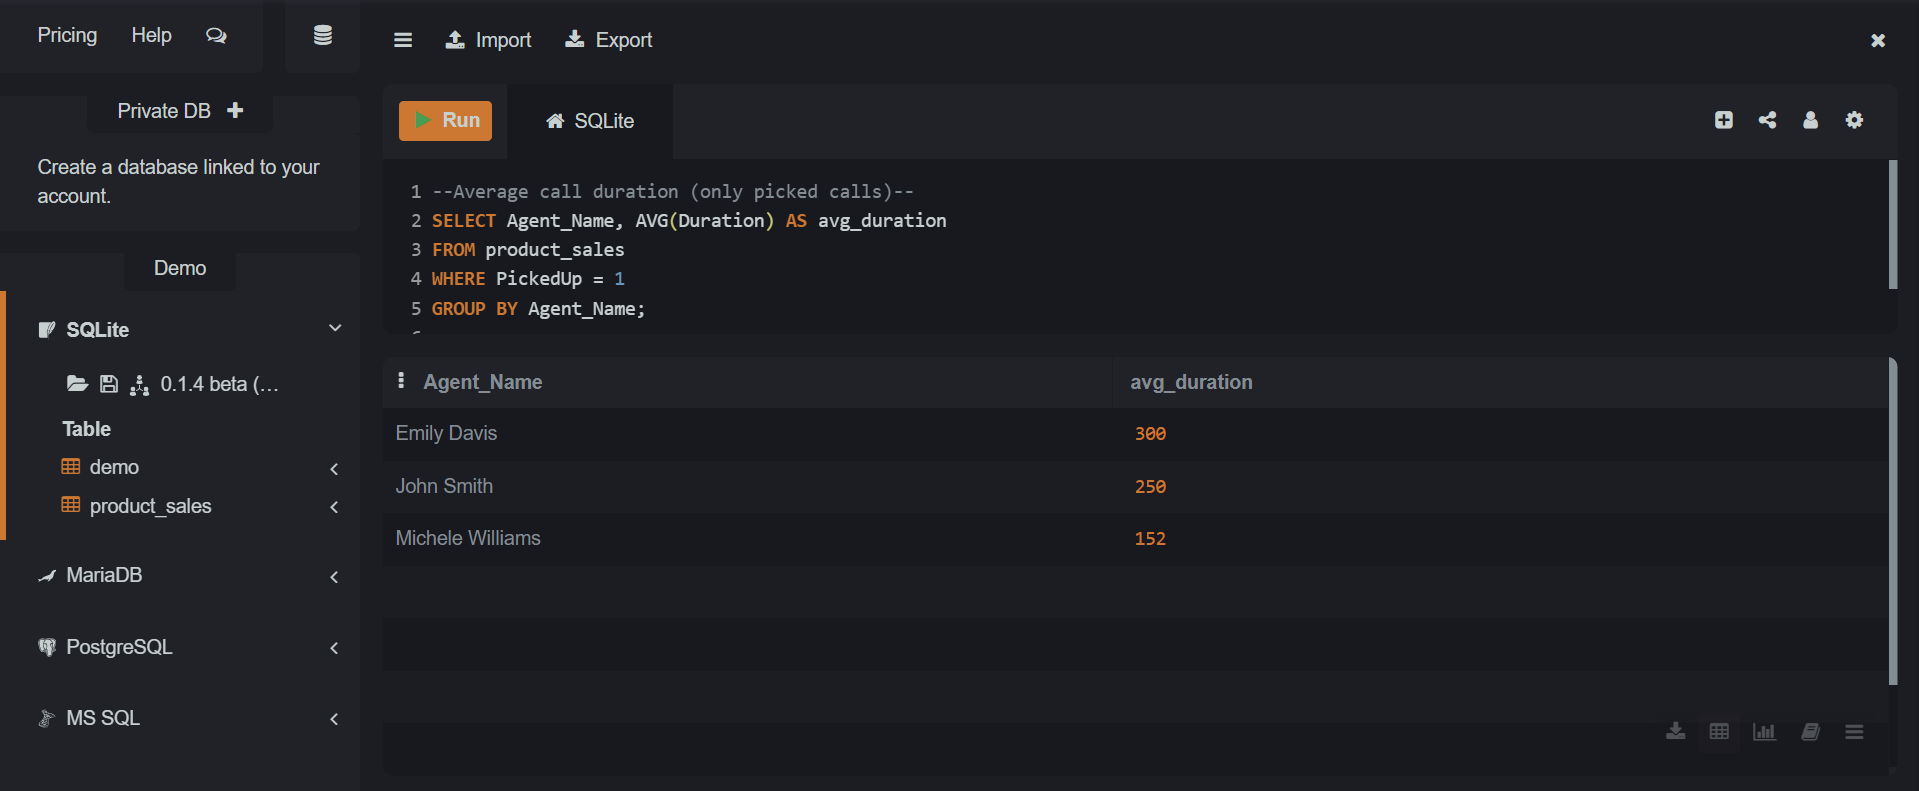 Pricing Help
Import Export
Private DB
Create a database linked to your
account.
Demo
SQLite
0.1.4 beta (...
Table
demo
product_sales
MariaDB
PostgreSQL
MS SQL
Run SQLite
1 --Average call duration (only picked calls)--
2 SELECT Agent_Name, AVG(Duration) AS avg_duration
3 FROM product_sales
4 WHERE PickedUp = 1
5 GROUP BY Agent_Name;
Agent_Name avg_duration
Emily Davis 300
John Smith 250
Michele Williams 152